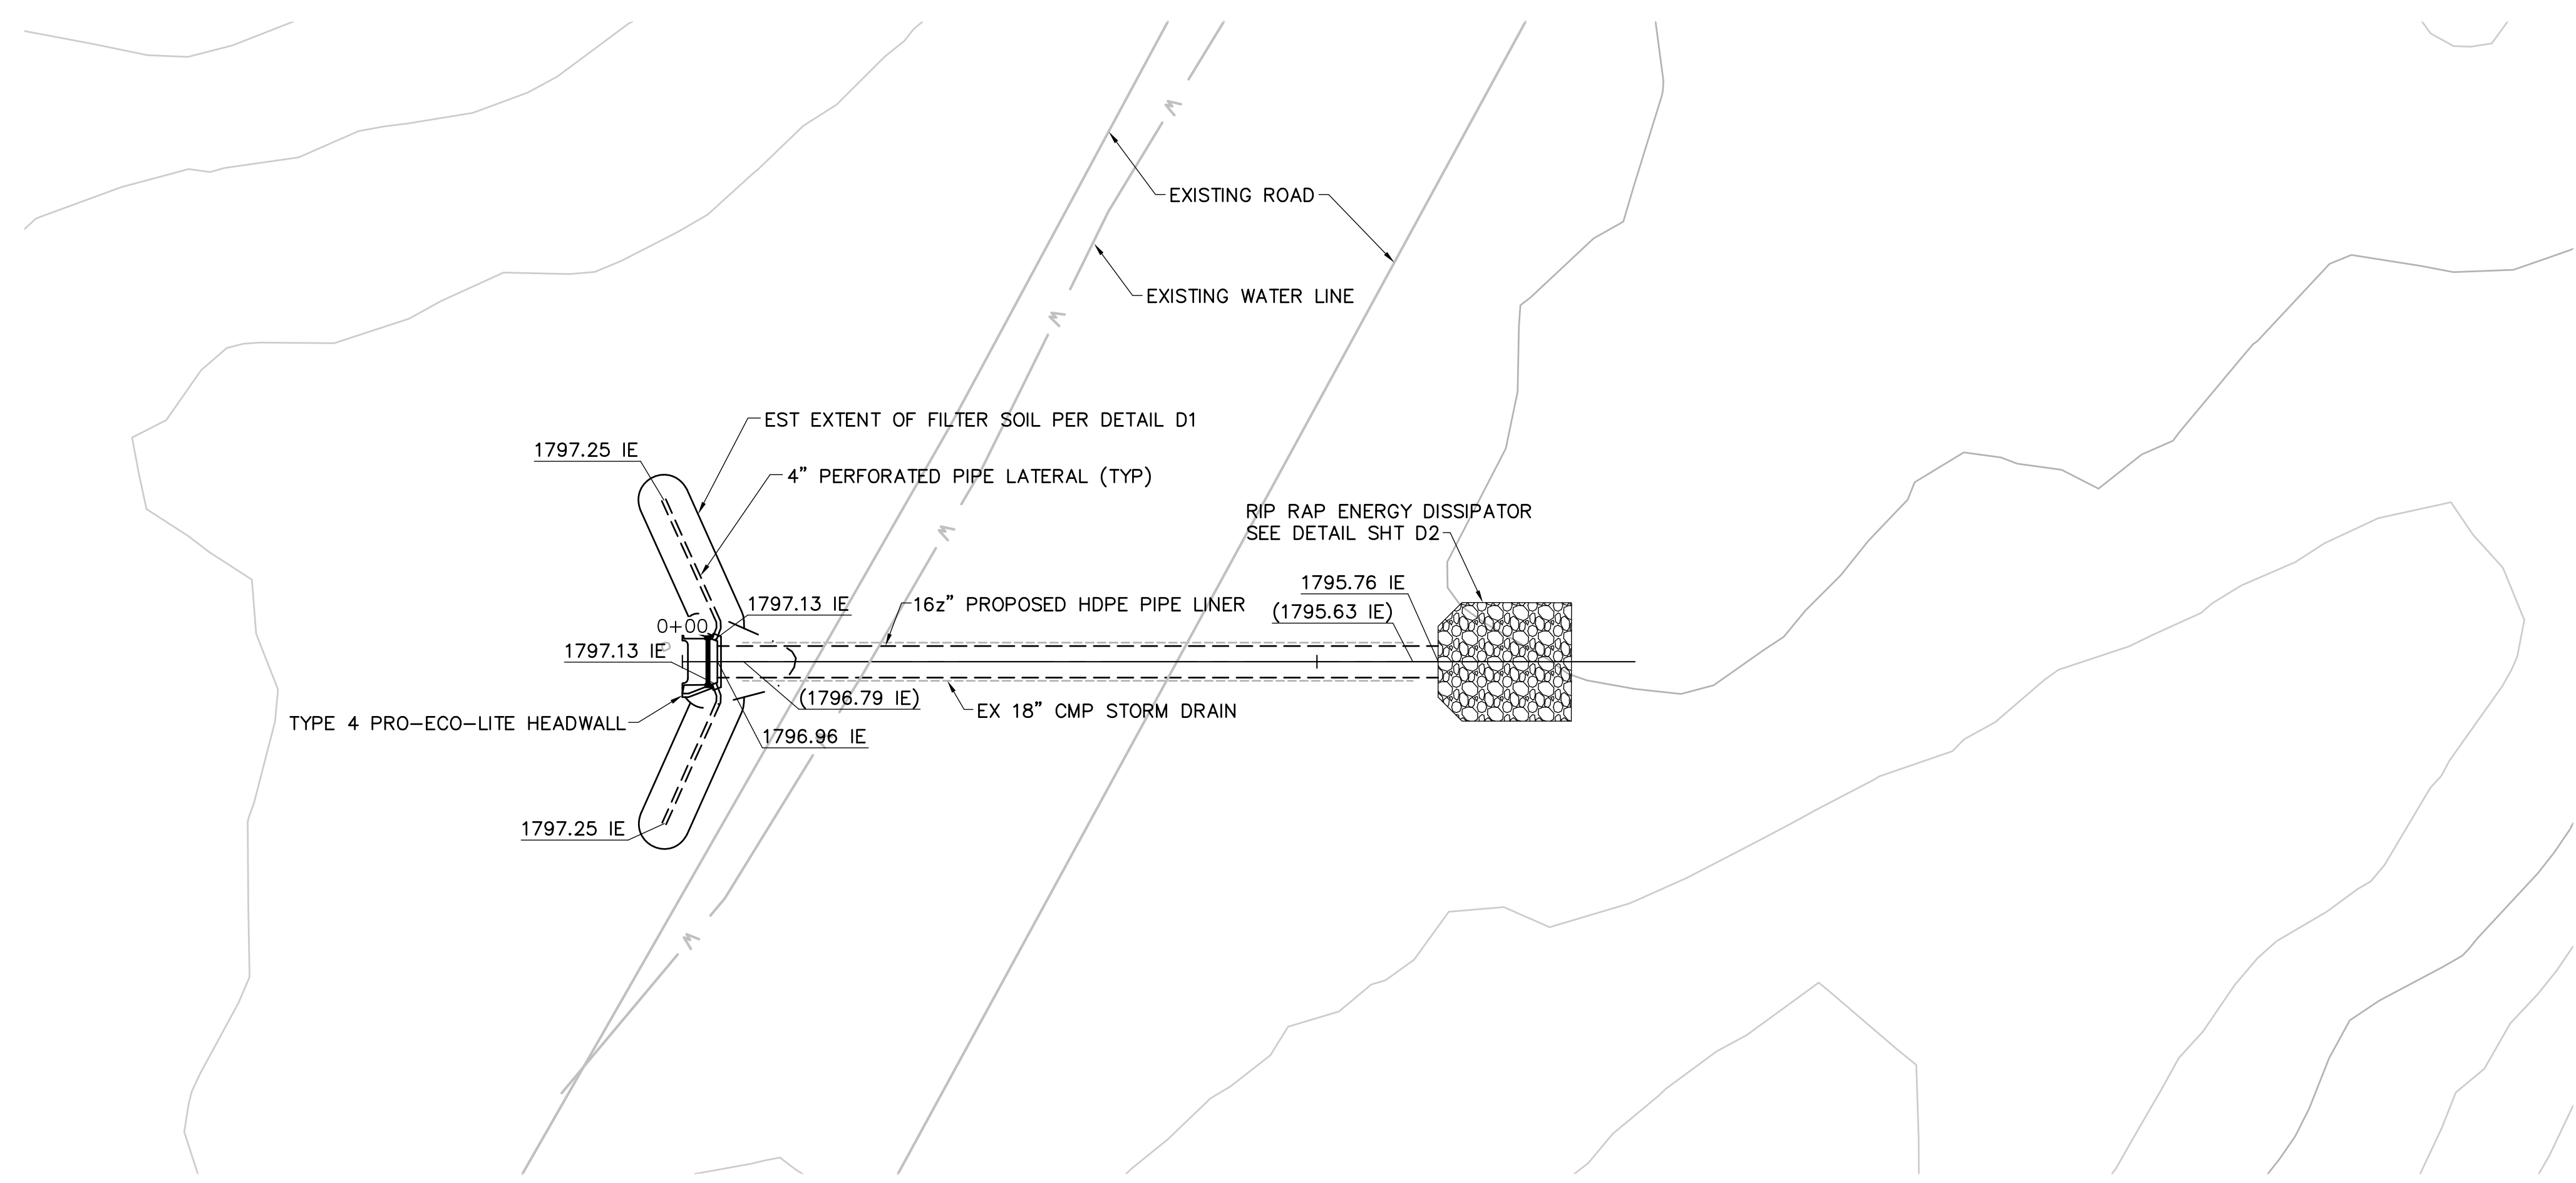 W
EXISTING ROAD
W
EXISTING WATER LINE
EST EXTENT OF FILTER SOIL PER DETAIL D1
1797.25 IE
4” PERFORATED PIPE LATERAL (TYP)
W
RIP RAP ENERGY DISSIPATOR
SEE DETAIL SHT D2
1795.76 IE
1797.13 IE
16z” PROPOSED HDPE PIPE LINER
(1795.63 IE)
0+00
1797.13 IE
(1796.79 IE)
EX 18” CMP STORM DRAIN
TYPE 4 PRO-ECO-LITE HEADWALL
1796.96 IE
W
1797.25 IE
W